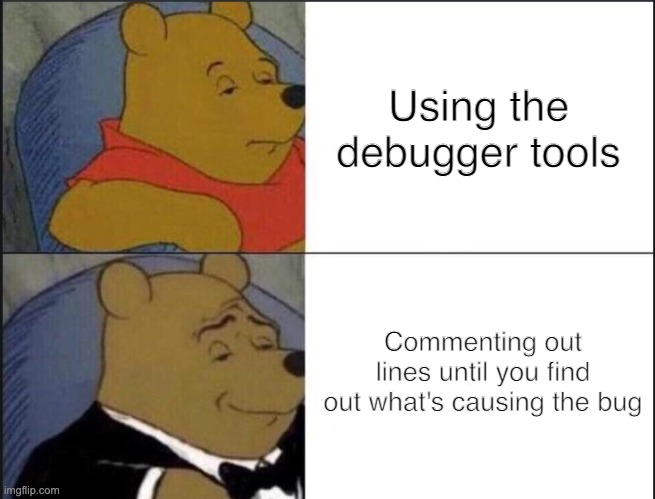 Using the
debugger tools
Commenting out
lines until you find
out what's causing the bug
imgflip.com